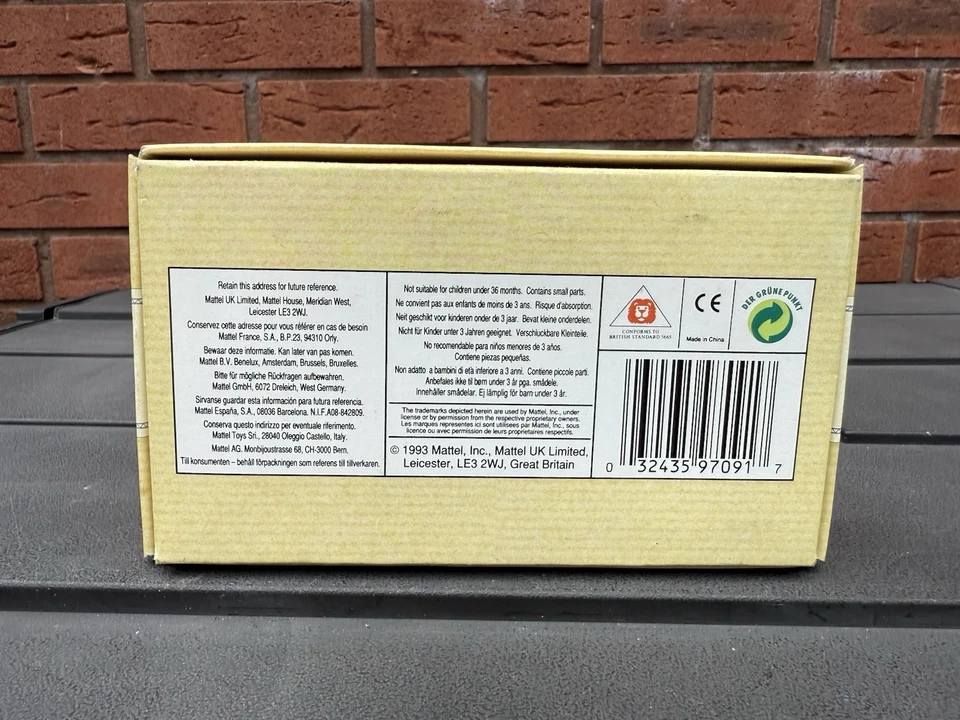 Retain this address for future reference.
Mattel UK Limited, Mattel House, Meridian West,
Leicester LE3 2WJ.
Conservez cette adresse pour vous référer en cas de besoin
Mattel France, S.A., B.P.23, 94310 Orly.
Bewaar deze informatie. Kan later van pas komen.
Mattel B.V. Benelux, Amsterdam, Brussels, Bruxelles.
Bitte für mögliche Rückfragen aufbewahren.
Mattel GmbH, 6072 Dreleich, West Germany.
Sirvanse guardar esta información para futura referencia.
Mattel España, S.A., 08036 Barcelona. N.I.F.A08-842809.
Conserva questo indirizzo per eventuale riferimento.
Mattel Toys Srl., 28040 Oleggio Castello, Italy.
Mattel AG. Monbijoustrasse 68, CH-3000 Bern.
Till konsumenten – behåll förpackningen som referens till tillverkaren.
Not suitable for children under 36 months. Contains small parts.
Ne convient pas aux enfants de moins de 3 ans. Risque d'absorption.
Niet geschikt voor kinderen onder de 3 jaar. Bevat kleine onderdelen.
Nicht für Kinder unter 3 Jahren geeignet. Verschluckbare Kleinteile.
No recomendable para niños menores de 3 años.
Contiene piezas pequeñas.
Non adatto a bambini di età inferiore a 3 anni. Contiene piccole parti.
Anbefales ikke til børn under 3 år pga. smådele.
Innehåller smådelar. Ej lämplig för barn under 3 år.
The trademarks depicted herein are used by Mattel, Inc., under
license or by permission from the respective proprietary owners.
Les marques représentées ici sont utilisées par Mattel, Inc., sous
licence ou avec permission de leurs propriétaires respectifs.
© 1993 Mattel, Inc., Mattel UK Limited,
Leicester, LE3 2WJ, Great Britain
CONFORMS TO
BRITISH STANDARD 5665
CE
Made in China
DER GRÜNE PUNKT
0 32435 97091 7